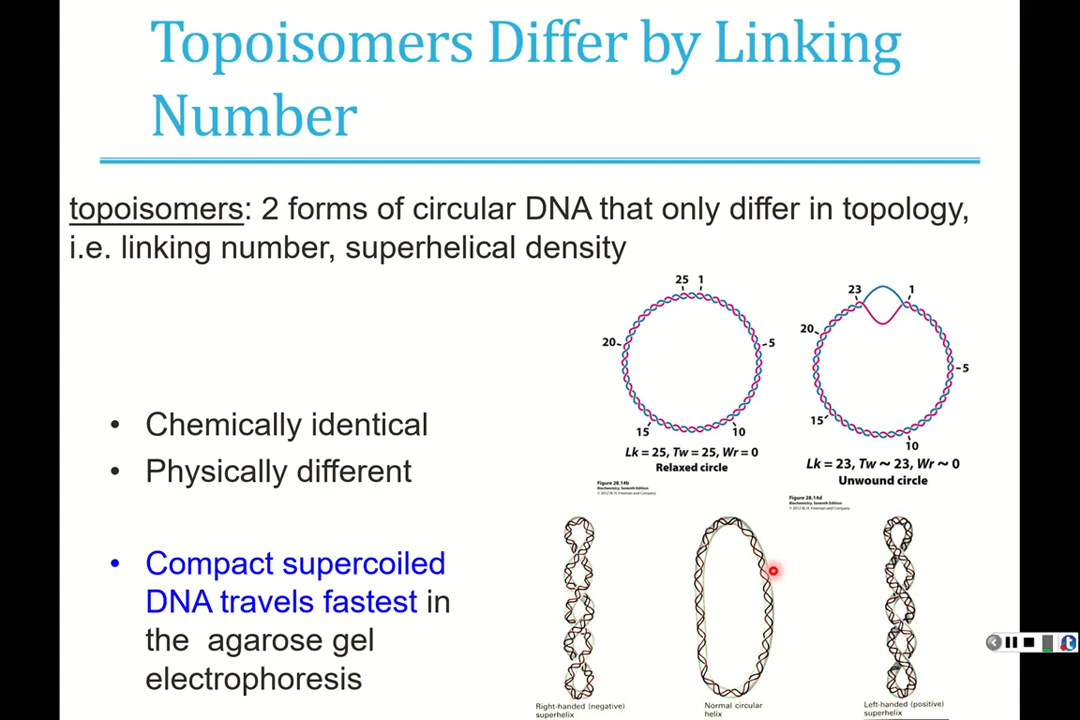 Topoisomers Differ by Linking
Number
topoisomers: 2 forms of circular DNA that only differ in topology,
i.e. linking number, superhelical density
25 1
5
20
15
10
Lk = 25, Tw = 25, Wr = 0
Relaxed circle
Figure 28.14b
Biochemistry, Seventh Edition
© 2012 W. H. Freeman and Company
23
1
20
5
15
10
Lk = 23, Tw ~ 23, Wr ~ 0
Unwound circle
Figure 28.14d
Biochemistry, Seventh Edition
© 2012 W. H. Freeman and Company
• Chemically identical
• Physically different
• Compact supercoiled
DNA travels fastest in
the agarose gel
electrophoresis
Right-handed (negative)
superhelix
Normal circular
helix
Left-handed (positive)
superhelix